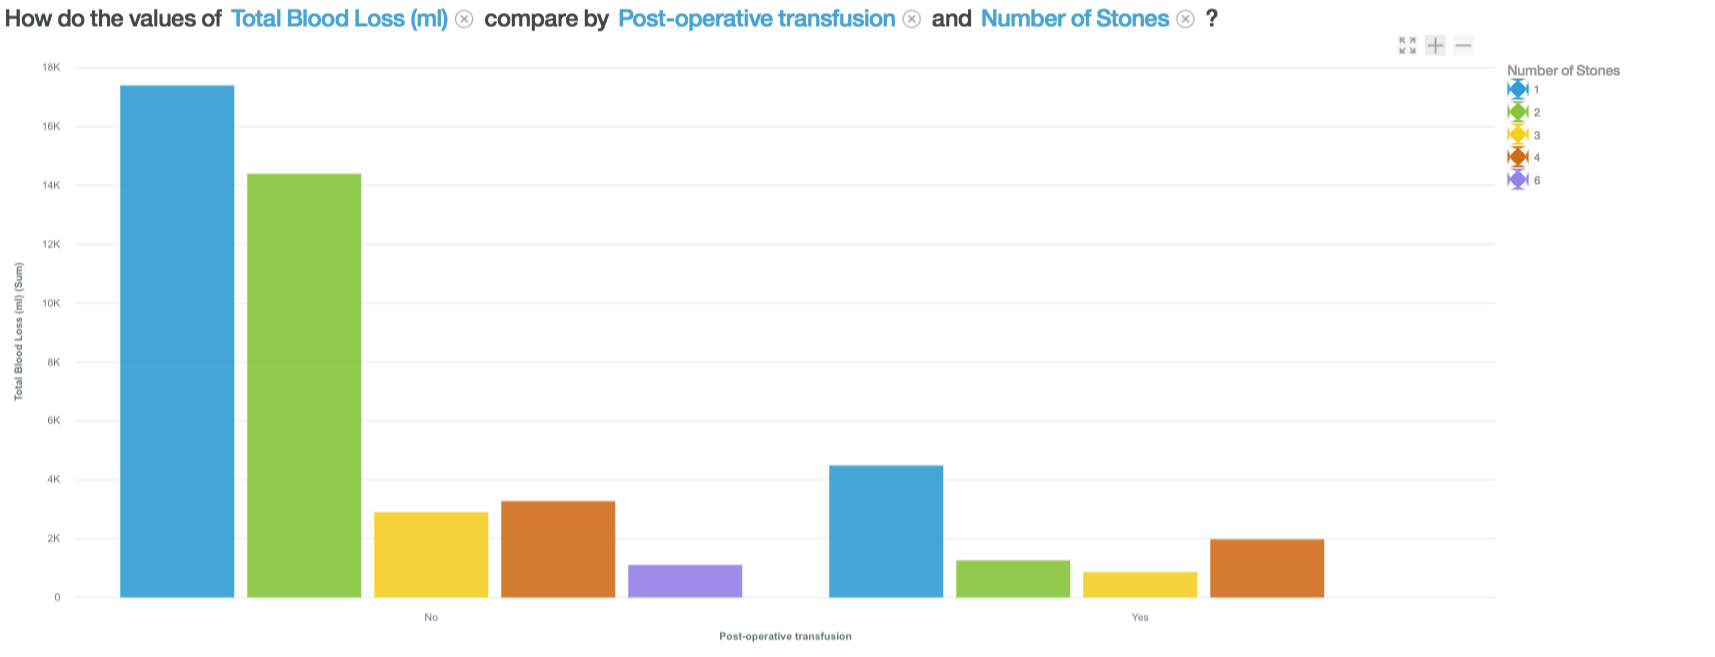 How do the values of Total Blood Loss (ml) compare by Post-operative transfusion and Number of Stones ?
Number of Stones
1
2
3
4
6
18K
16K
14K
12K
10K
8K
6K
4K
2K
0
Total Blood Loss (ml) (Sum)
No
Yes
Post-operative transfusion